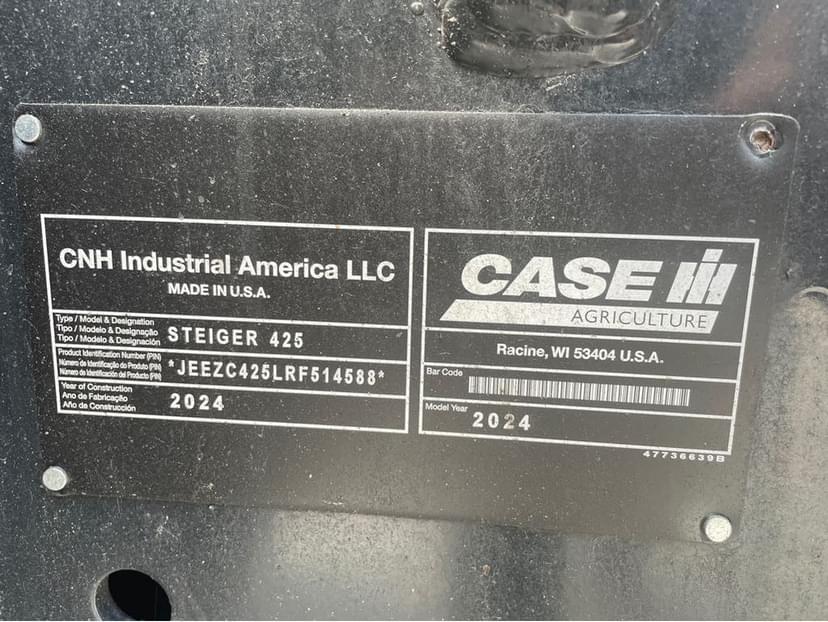 CNH Industrial America LLC
MADE IN U.S.A.
Type / Model & Designation
Tipo / Modelo & Designação
Tipo / Modelo & Designación
STEIGER 425
Product Identification Number (PIN)
Número de Identificação do Produto (PIN)
Número de Identificación del Producto (PIN)
*JEEZC425LRF514588*
Year of Construction
Ano de Fabricação
Año de Construcción
2024
CASE IH
AGRICULTURE
Racine, WI 53404 U.S.A.
Bar Code
Model Year
2024
47736639B